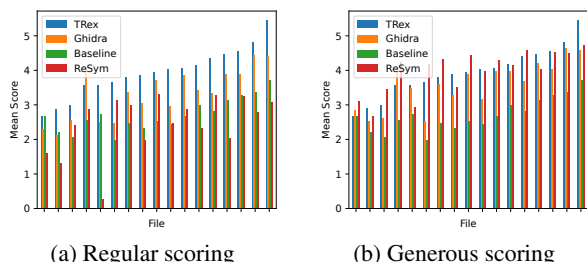 TRex
Ghidra
Baseline
ReSym
5
4
3
2
1
0
Mean Score
File
(a) Regular scoring
TRex
Ghidra
Baseline
ReSym
5
4
3
2
1
0
Mean Score
File
(b) Generous scoring